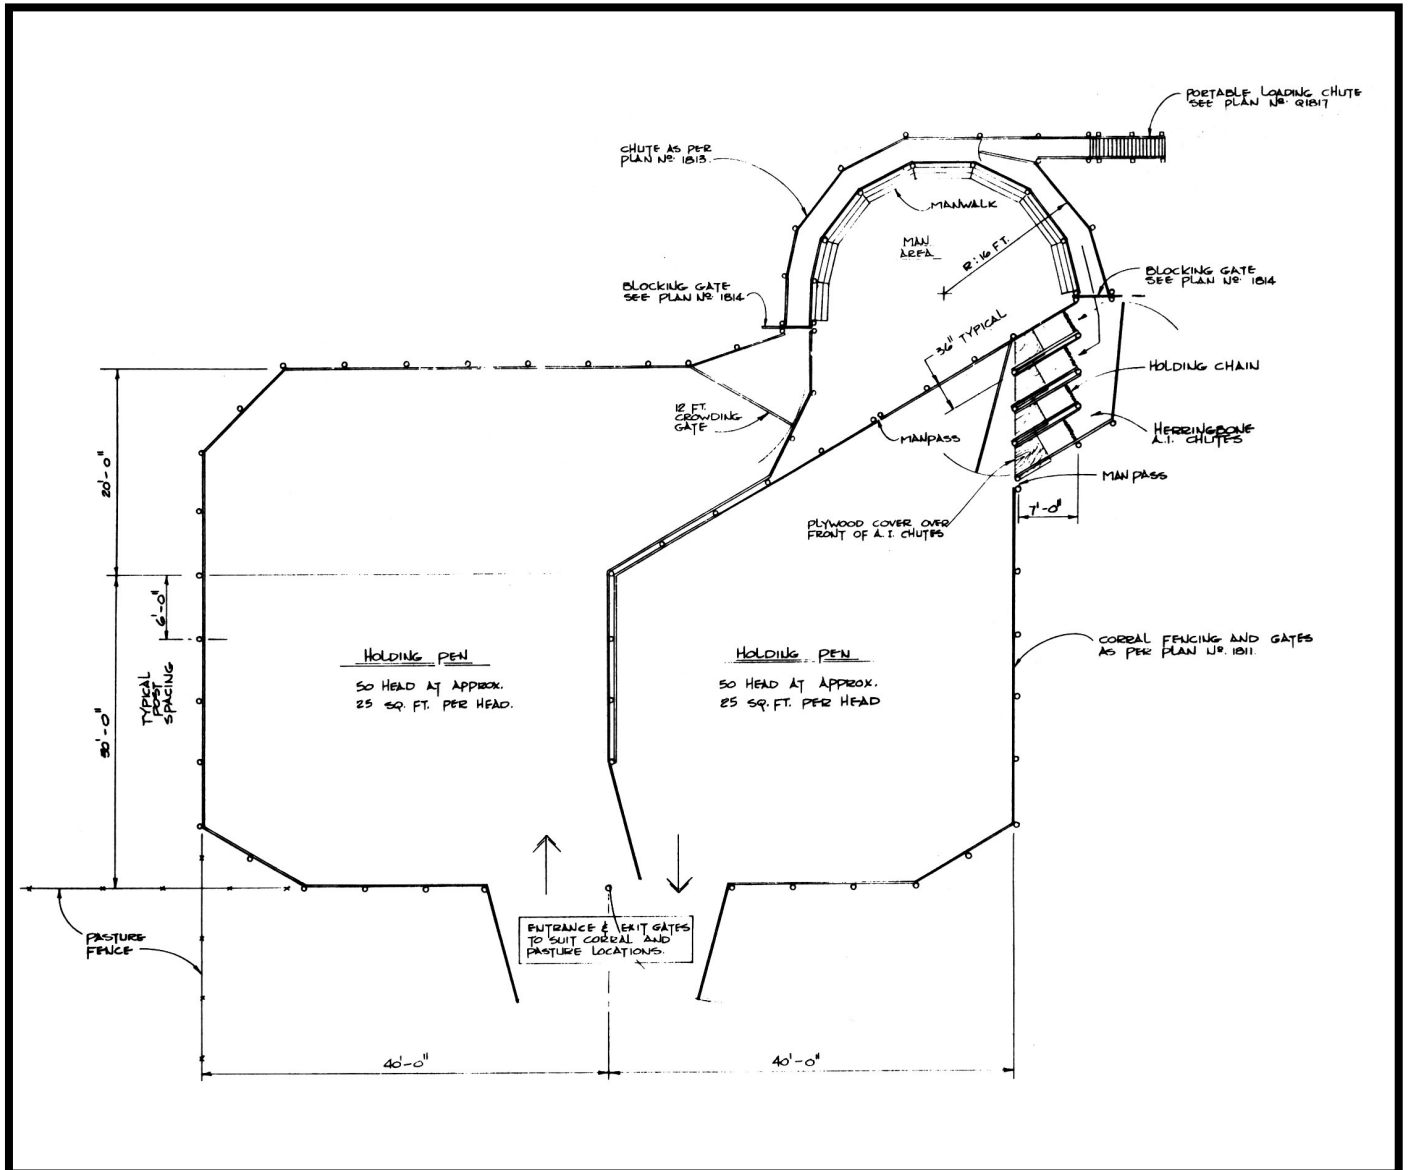 PORTABLE LOADING CHUTE
SEE PLAN Nº Q1817
CHUTE AS PER
PLAN Nº 1813.
MANWALK
MAN
AREA
R: 16 FT.
BLOCKING GATE
SEE PLAN Nº 1814
BLOCKING GATE
SEE PLAN Nº 1814
36" TYPICAL
HOLDING CHAIN
12 FT.
CROWDING
GATE
MANPASS
HERRINGBONE
A.I. CHUTES
MAN PASS
7'-0"
PLYWOOD COVER OVER
FRONT OF A.I. CHUTES
20'-0"
6'-0"
TYPICAL
POST
SPACING
30'-0"
HOLDING PEN
50 HEAD AT APPROX.
25 SQ. FT. PER HEAD.
HOLDING PEN
50 HEAD AT APPROX.
25 SQ. FT. PER HEAD
CORRAL FENCING AND GATES
AS PER PLAN Nº. 1811.
PASTURE
FENCE
ENTRANCE & EXIT GATES
TO SUIT CORRAL AND
PASTURE LOCATIONS.
40'-0"
40'-0"